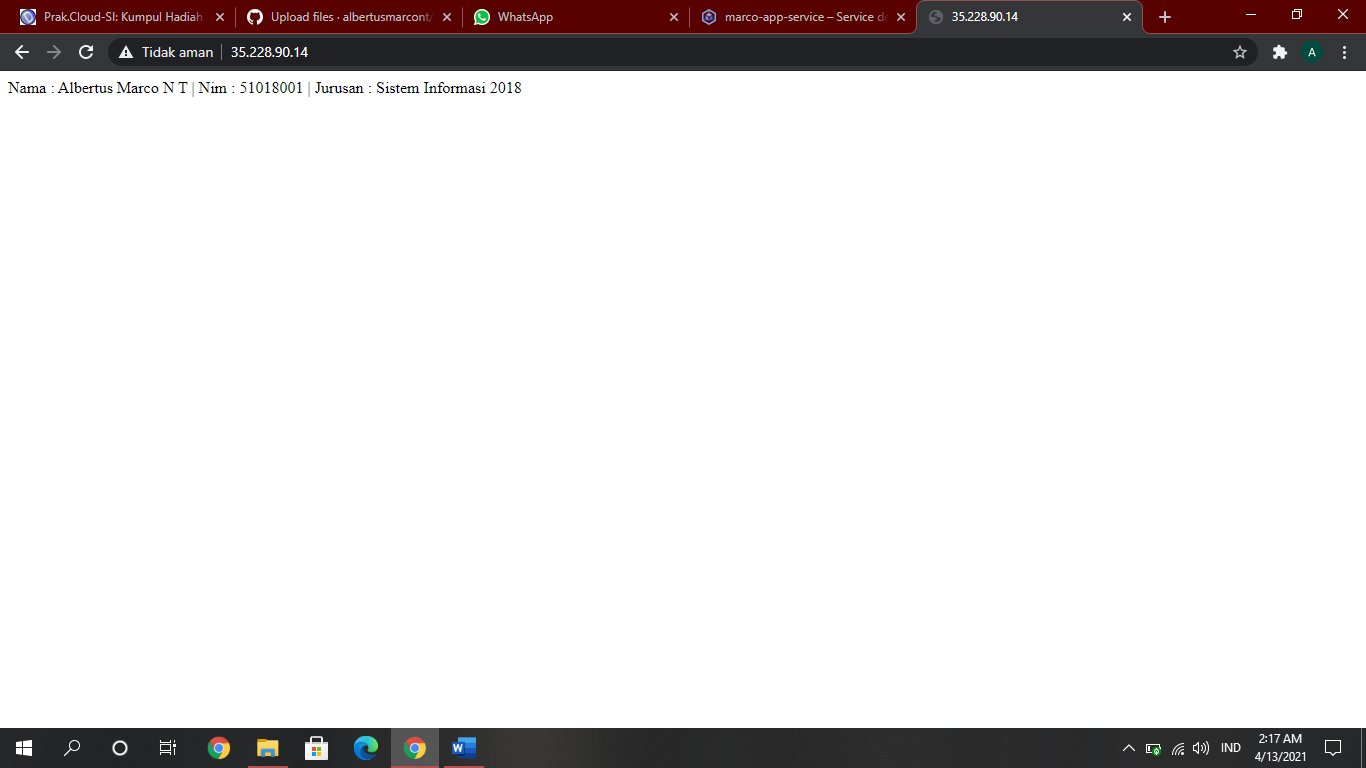 Prak.Cloud-SI: Kumpul Hadiah
Upload files · albertusmarcont/
WhatsApp
marco-app-service – Service de
35.228.90.14
Tidak aman
35.228.90.14
A
Nama : Albertus Marco N T | Nim : 51018001 | Jurusan : Sistem Informasi 2018
IND
2:17 AM
4/13/2021